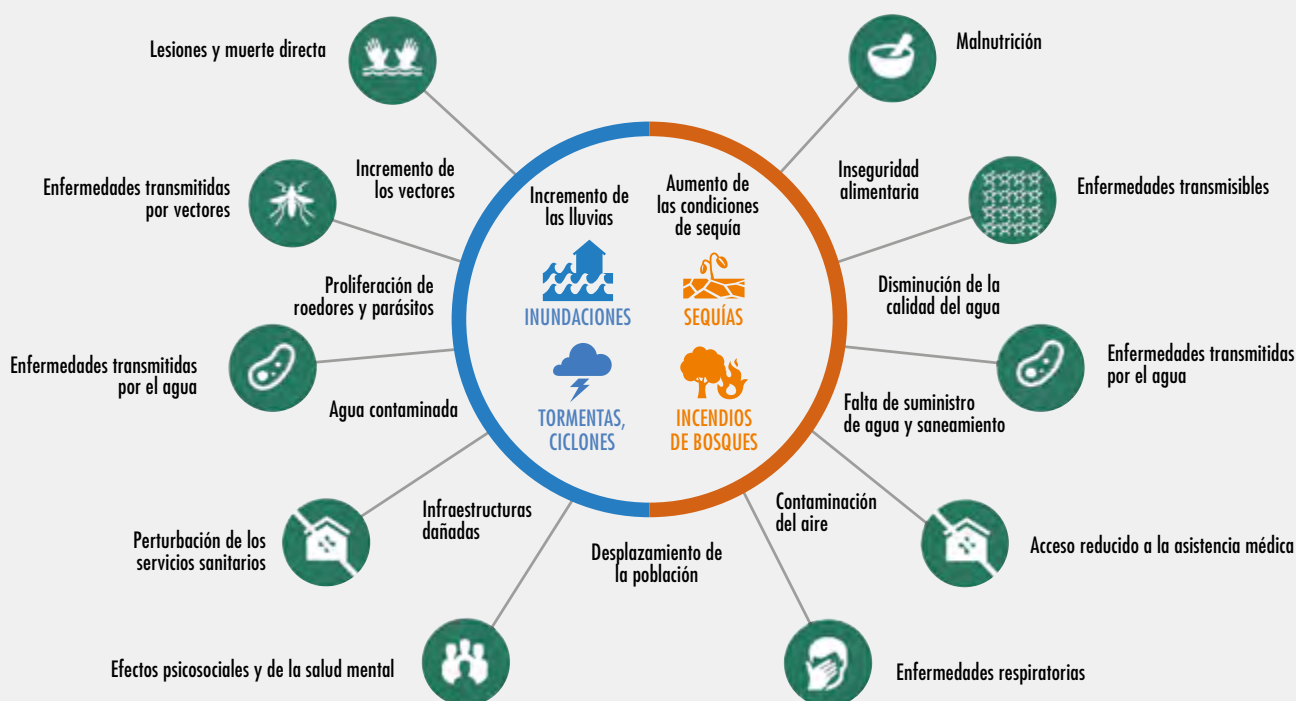 Lesiones y muerte directa
Malnutrición
Incremento de
los vectores
Inseguridad
alimentaria
Enfermedades transmitidas
por vectores
Enfermedades transmisibles
Incremento de
las lluvias
Aumento de
las condiciones
de sequía
Proliferación de
roedores y parásitos
INUNDACIONES
SEQUÍAS
Disminución de la
calidad del agua
Enfermedades transmitidas
por el agua
Enfermedades transmitidas
por el agua
Agua contaminada
TORMENTAS,
CICLONES
INCENDIOS
DE BOSQUES
Falta de suministro
de agua y saneamiento
Infraestructuras
dañadas
Contaminación
del aire
Perturbación de los
servicios sanitarios
Desplazamiento de
la población
Acceso reducido a la asistencia médica
Efectos psicosociales y de la salud mental
Enfermedades respiratorias